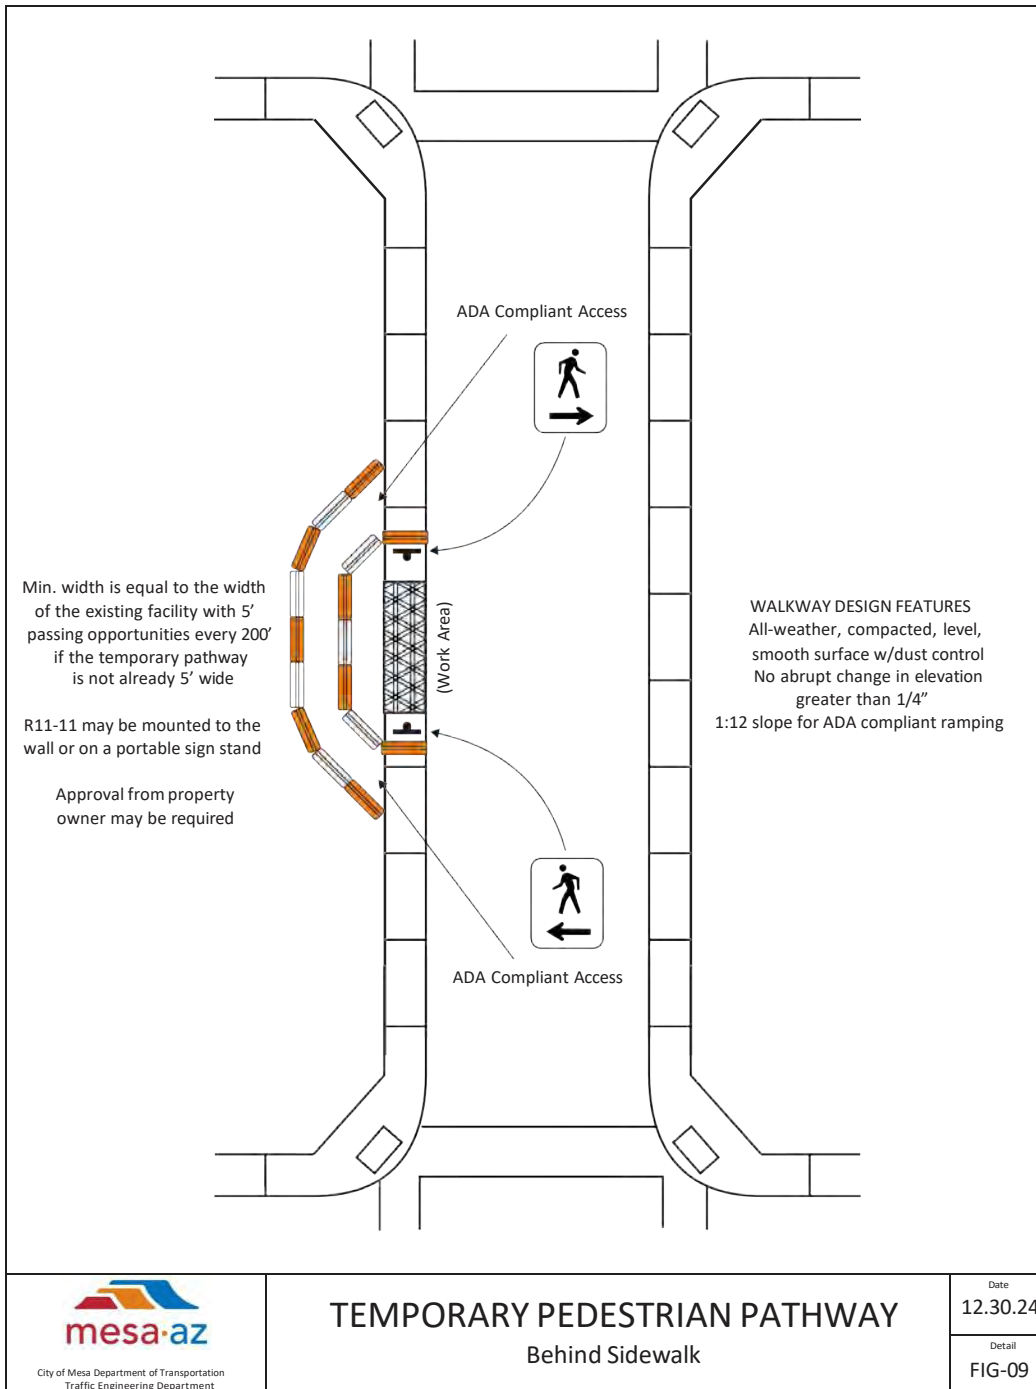 ADA Compliant Access
Min. width is equal to the width
of the existing facility with 5’
passing opportunities every 200’
if the temporary pathway
is not already 5’ wide
R11-11 may be mounted to the
wall or on a portable sign stand
Approval from property
owner may be required
(Work Area)
WALKWAY DESIGN FEATURES
All-weather, compacted, level,
smooth surface w/dust control
No abrupt change in elevation
greater than 1/4”
1:12 slope for ADA compliant ramping
ADA Compliant Access
mesa·az
City of Mesa Department of Transportation
Traffic Engineering Department
TEMPORARY PEDESTRIAN PATHWAY
Behind Sidewalk
Date
12.30.24
Detail
FIG-09